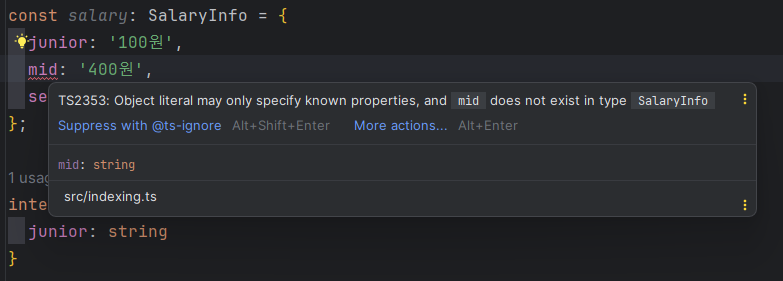 const salary: SalaryInfo = {
junior: '100원',
mid: '400원',
se
TS2353: Object literal may only specify known properties, and mid does not exist in type SalaryInfo
Suppress with @ts-ignore Alt+Shift+Enter More actions... Alt+Enter
mid: string
src/indexing.ts
};
1 usag
inte
junior: string
}